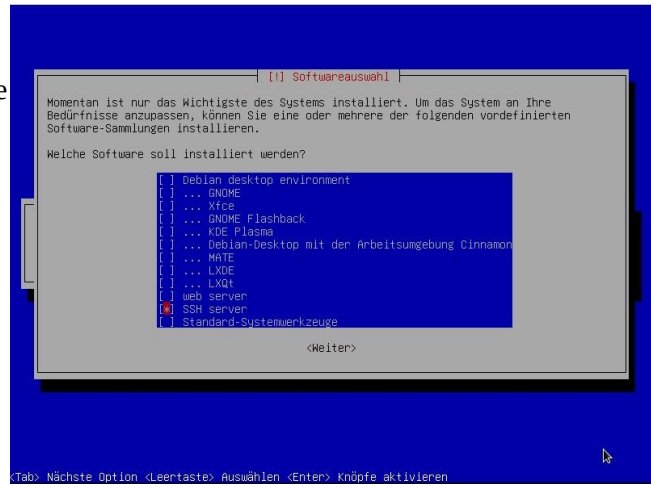 e
[!] Softwareauswahl
Momentan ist nur das Wichtigste des Systems installiert. Um das System an Ihre
Bedürfnisse anzupassen, können Sie eine oder mehrere der folgenden vordefinierten
Software-Sammlungen installieren.
Welche Software soll installiert werden?
[ ] Debian desktop environment
[ ] ... GNOME
[ ] ... Xfce
[ ] ... GNOME Flashback
[ ] ... KDE Plasma
[ ] ... Debian-Desktop mit der Arbeitsumgebung Cinnamon
[ ] ... MATE
[ ] ... LXDE
[ ] ... LXQt
[ ] web server
[*] SSH server
[ ] Standard-Systemwerkzeuge
<Weiter>
<Tab> Nächste Option <Leertaste> Auswählen <Enter> Knöpfe aktivieren